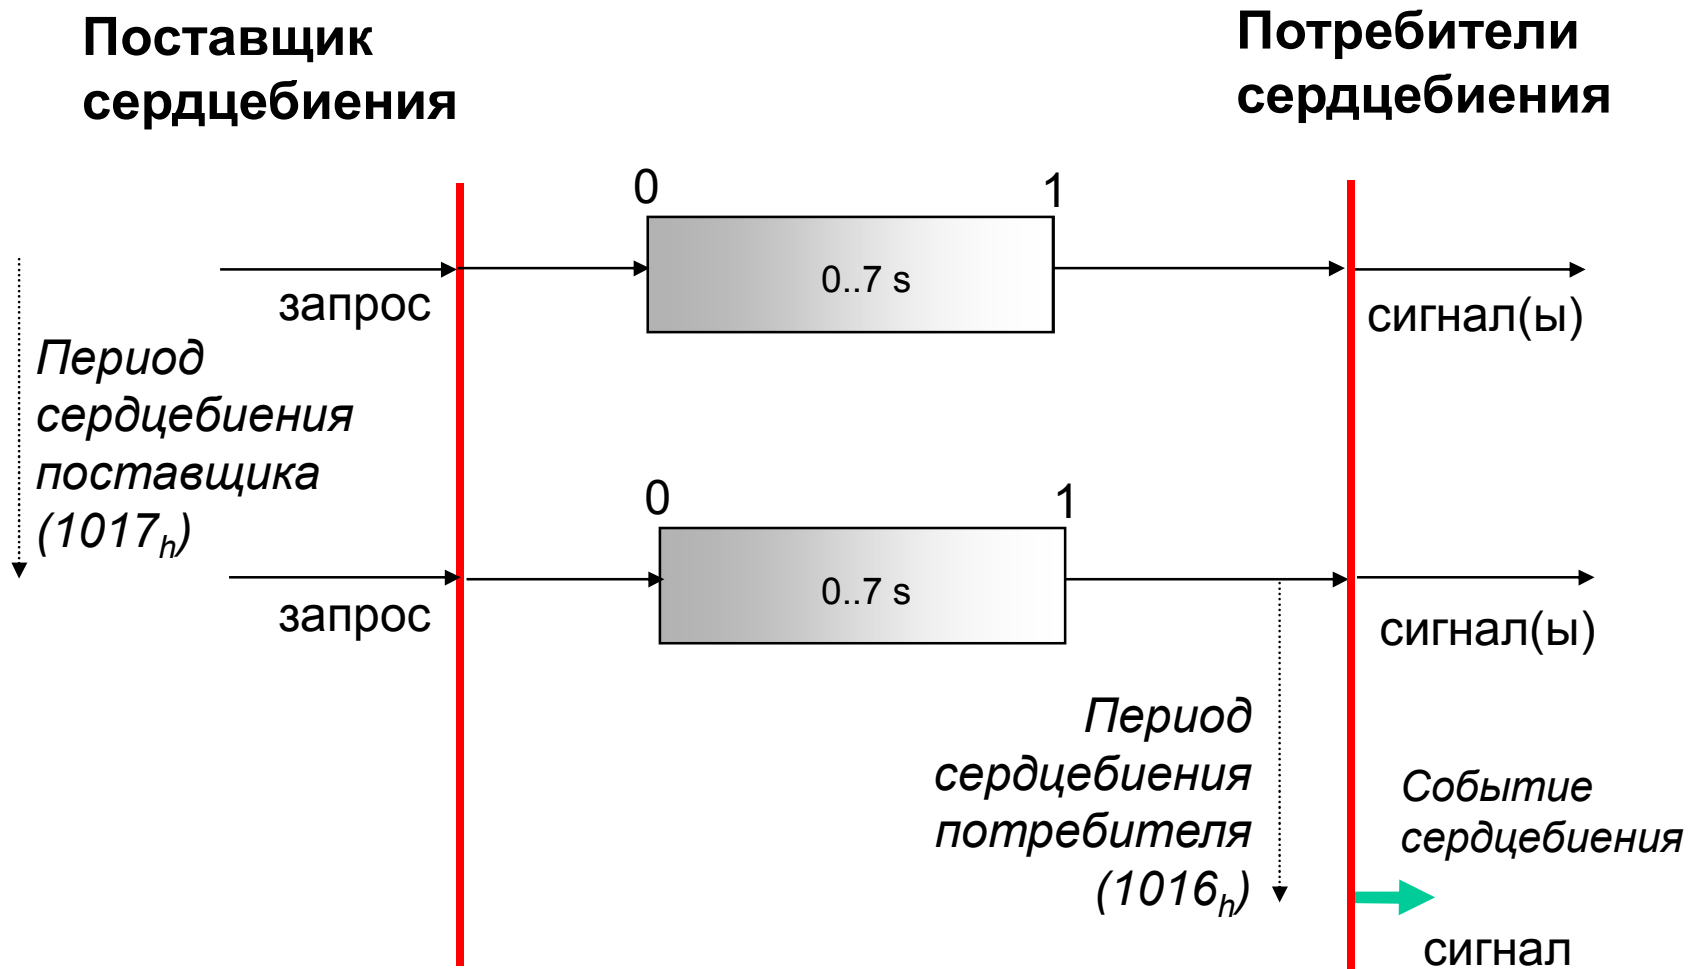 Поставщик
сердцебиения
Потребители
сердцебиения
0
1
0..7 s
запрос
сигнал(ы)
Период
сердцебиения
поставщика
(1017h)
0
1
0..7 s
запрос
сигнал(ы)
Период
сердцебиения
потребителя
(1016h)
Событие
сердцебиения
сигнал